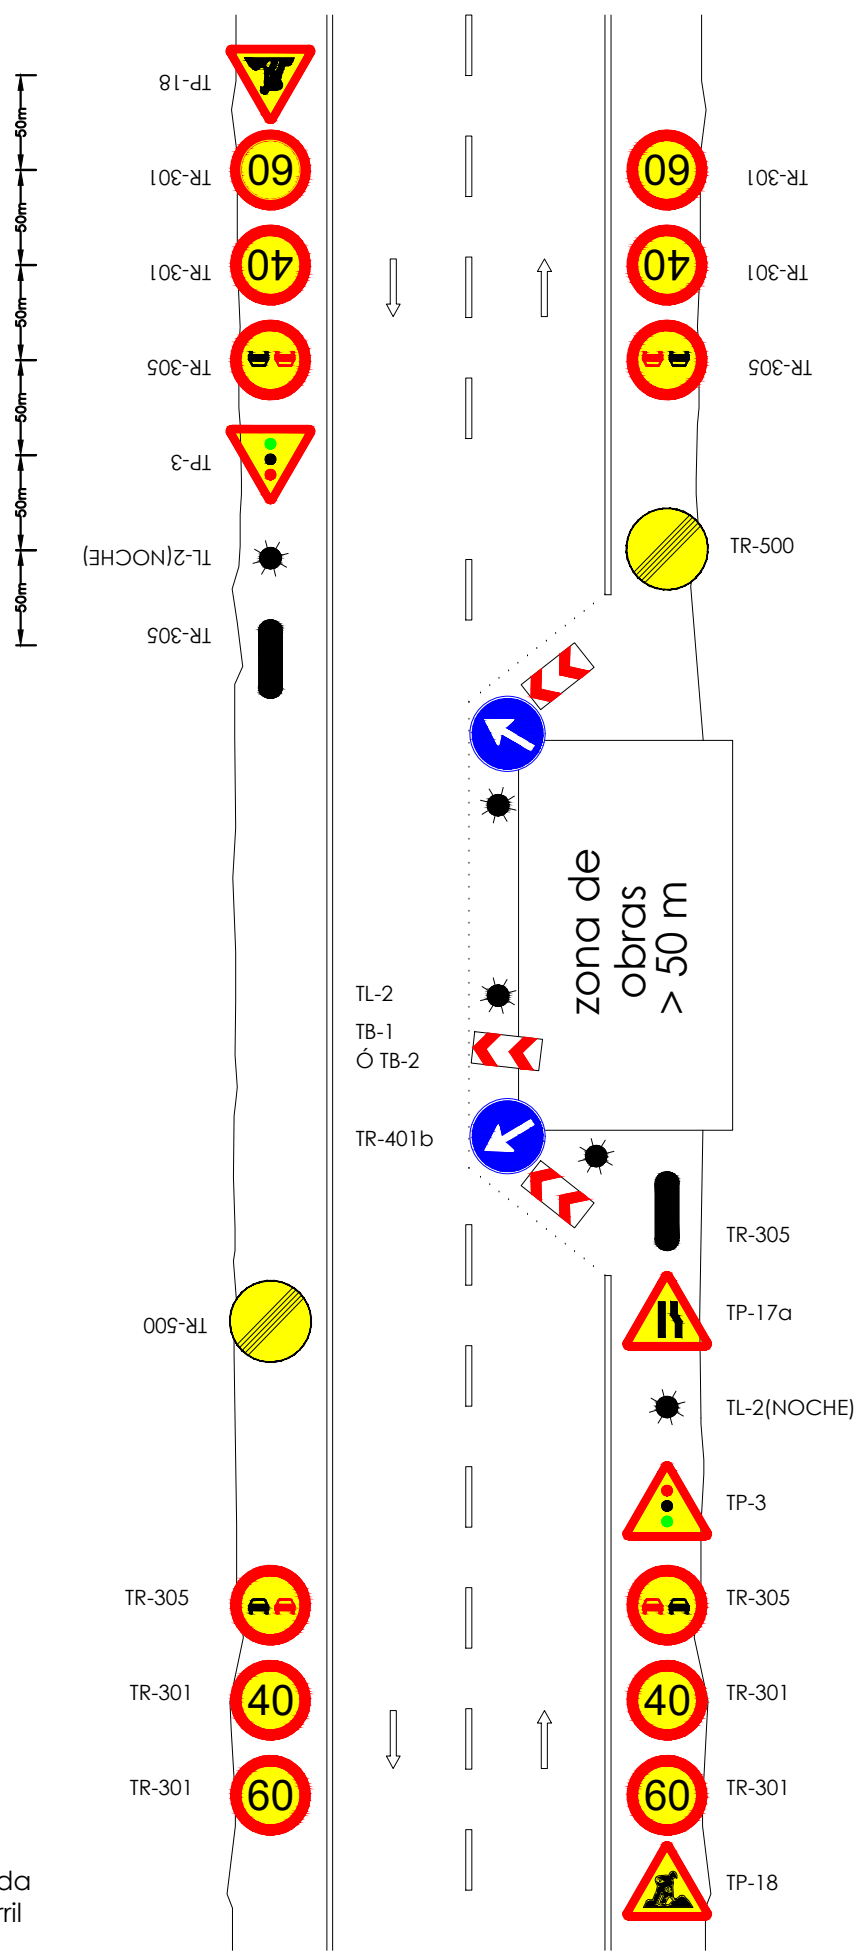 TP-18
50m
60
60
TR-301
TR-301
50m
40
40
TR-301
TR-301
50m
TR-305
TR-305
50m
TP-3
50m
TL-2(NOCHE)
TR-500
50m
TR-305
zona de
obras
> 50 m
TL-2
TB-1
Ó TB-2
TR-401b
TR-305
TP-17a
TR-500
TL-2(NOCHE)
TP-3
TR-305
TR-305
TR-301
40
40
TR-301
TR-301
60
60
TR-301
TP-18
da
ril